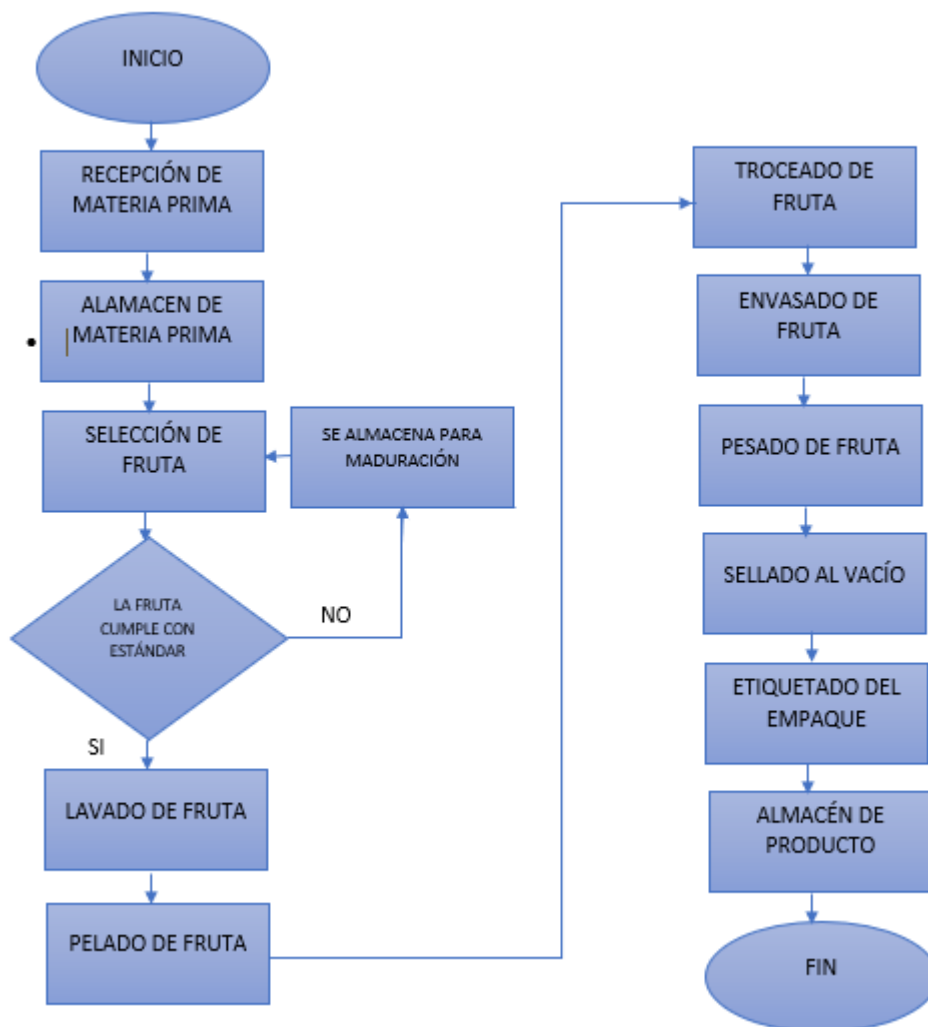 INICIO
RECEPCIÓN DE
MATERIA PRIMA
ALAMACEN DE
MATERIA PRIMA
SELECCIÓN DE
FRUTA
SE ALMACENA PARA
MADURACIÓN
LA FRUTA
CUMPLE CON
ESTÁNDAR
NO
SI
LAVADO DE FRUTA
PELADO DE FRUTA
TROCEADO DE
FRUTA
ENVASADO DE
FRUTA
PESADO DE FRUTA
SELLADO AL VACÍO
ETIQUETADO DEL
EMPAQUE
ALMACÉN DE
PRODUCTO
FIN